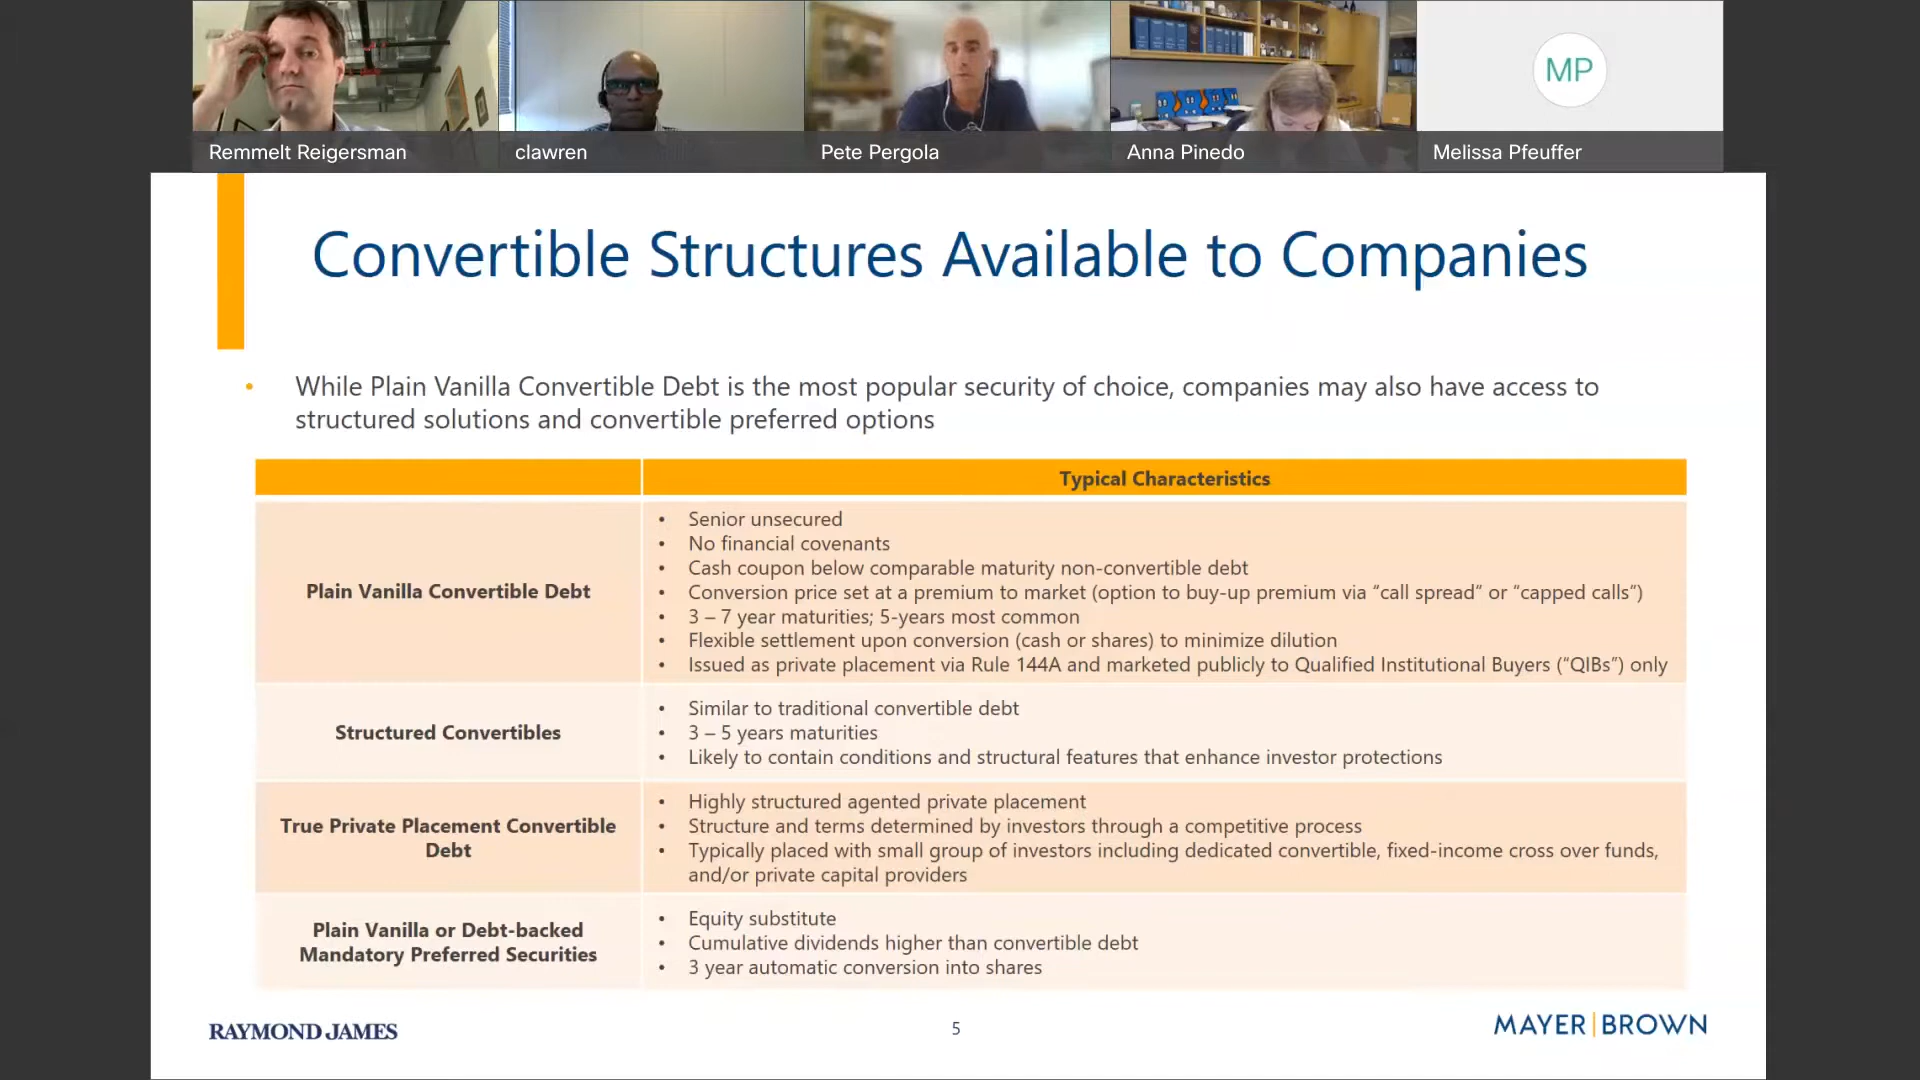 Remmelt Reigersman
clawren
Pete Pergola
Anna Pinedo
MP
Melissa Pfeuffer
Convertible Structures Available to Companies
• While Plain Vanilla Convertible Debt is the most popular security of choice, companies may also have access to
structured solutions and convertible preferred options
Typical Characteristics
Plain Vanilla Convertible Debt
• Senior unsecured
• No financial covenants
• Cash coupon below comparable maturity non-convertible debt
• Conversion price set at a premium to market (option to buy-up premium via “call spread” or “capped calls”)
• 3 – 7 year maturities; 5-years most common
• Flexible settlement upon conversion (cash or shares) to minimize dilution
• Issued as private placement via Rule 144A and marketed publicly to Qualified Institutional Buyers (“QIBs”) only
Structured Convertibles
• Similar to traditional convertible debt
• 3 – 5 years maturities
• Likely to contain conditions and structural features that enhance investor protections
True Private Placement Convertible
Debt
• Highly structured agented private placement
• Structure and terms determined by investors through a competitive process
• Typically placed with small group of investors including dedicated convertible, fixed-income cross over funds,
and/or private capital providers
Plain Vanilla or Debt-backed
Mandatory Preferred Securities
• Equity substitute
• Cumulative dividends higher than convertible debt
• 3 year automatic conversion into shares
RAYMOND JAMES
5
MAYER | BROWN